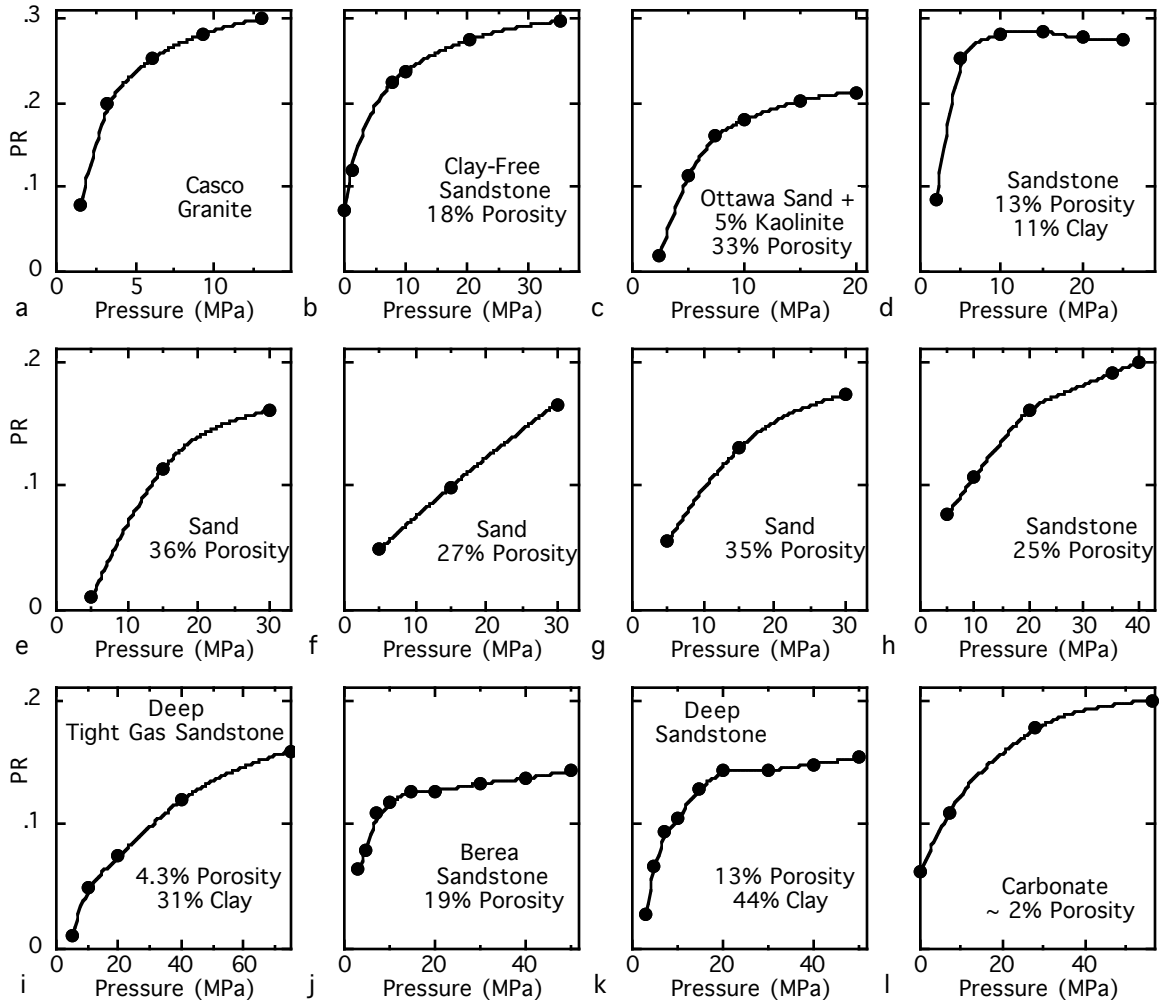 .3
.2
.1
0
PR
Casco
Granite
0 5 10
Pressure (MPa)
a
Clay-Free
Sandstone
18% Porosity
0 10 20 30
Pressure (MPa)
b
Ottawa Sand +
5% Kaolinite
33% Porosity
0 10 20
Pressure (MPa)
c
Sandstone
13% Porosity
11% Clay
0 10 20
Pressure (MPa)
d
.2
.1
0
PR
Sand
36% Porosity
0 10 20 30
Pressure (MPa)
e
Sand
27% Porosity
0 10 20 30
Pressure (MPa)
f
Sand
35% Porosity
0 10 20 30
Pressure (MPa)
g
Sandstone
25% Porosity
0 10 20 30 40
Pressure (MPa)
h
.2
.1
0
PR
Deep
Tight Gas Sandstone
4.3% Porosity
31% Clay
0 20 40 60
Pressure (MPa)
i
Berea
Sandstone
19% Porosity
0 20 40
Pressure (MPa)
j
Deep
Sandstone
13% Porosity
44% Clay
0 20 40
Pressure (MPa)
k
Carbonate
~ 2% Porosity
0 20 40
Pressure (MPa)
l